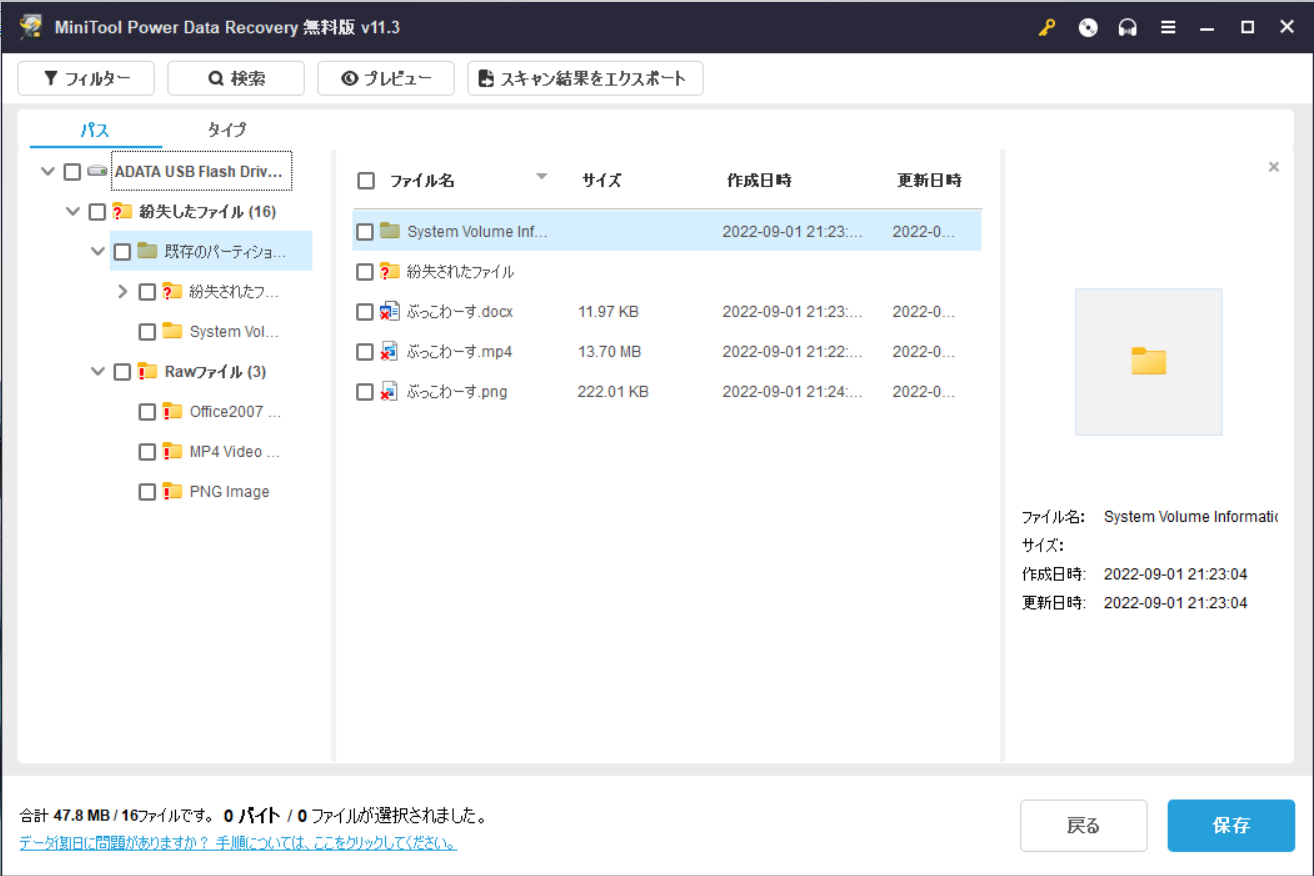 MiniTool Power Data Recovery 無料版 v11.3
フィルター 検索 プレビュー スキャン結果をエクスポート
パス タイプ
ADATA USB Flash Driv...
紛失したファイル (16)
既存のパーティショ...
紛失されたフ...
System Vol...
Rawファイル (3)
Office2007 ...
MP4 Video ...
PNG Image
ファイル名 サイズ 作成日時 更新日時
System Volume Inf... 2022-09-01 21:23:... 2022-0...
紛失されたファイル
ぶっこわーす.docx 11.97 KB 2022-09-01 21:23:... 2022-0...
ぶっこわーす.mp4 13.70 MB 2022-09-01 21:22:... 2022-0...
ぶっこわーす.png 222.01 KB 2022-09-01 21:24:... 2022-0...
ファイル名: System Volume Informatic
サイズ:
作成日時: 2022-09-01 21:23:04
更新日時: 2022-09-01 21:23:04
合計 47.8 MB / 16ファイルです。 0 バイト / 0 ファイルが選択されました。
データ復旧に問題がありますか? 手順については、ここをクリックしてください。
戻る 保存